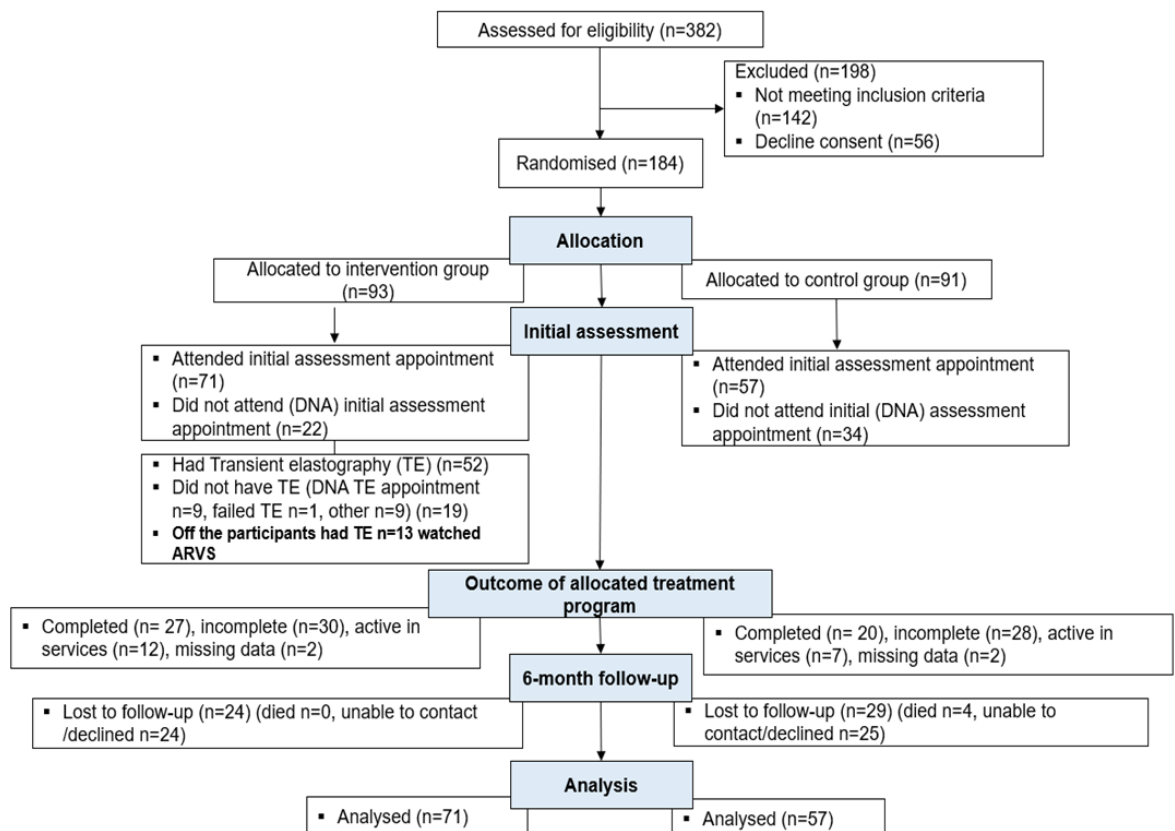 Assessed for eligibility (n=382)
Excluded (n=198)
▪ Not meeting inclusion criteria
(n=142)
▪ Decline consent (n=56)
Randomised (n=184)
Allocation
Allocated to intervention group
(n=93)
Allocated to control group (n=91)
Initial assessment
▪ Attended initial assessment appointment
(n=71)
▪ Did not attend (DNA) initial assessment
appointment (n=22)
▪ Attended initial assessment appointment
(n=57)
▪ Did not attend initial (DNA) assessment
appointment (n=34)
▪ Had Transient elastography (TE) (n=52)
▪ Did not have TE (DNA TE appointment
n=9, failed TE n=1, other n=9) (n=19)
▪ Off the participants had TE n=13 watched
ARVS
Outcome of allocated treatment
program
▪ Completed (n= 27), incomplete (n=30), active in
services (n=12), missing data (n=2)
▪ Completed (n= 20), incomplete (n=28), active in
services (n=7), missing data (n=2)
6-month follow-up
▪ Lost to follow-up (n=24) (died n=0, unable to contact
/declined n=24)
▪ Lost to follow-up (n=29) (died n=4, unable to
contact/declined n=25)
Analysis
▪ Analysed (n=71)
▪ Analysed (n=57)